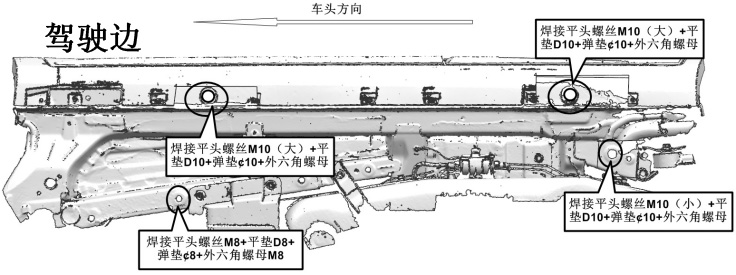 车头方向
驾驶边
焊接平头螺丝M10（大）+平
垫D10+弹垫¢10+外六角螺母
焊接平头螺丝M10（大）+平
垫D10+弹垫¢10+外六角螺母
焊接平头螺丝M10（小）+平
垫D10+弹垫¢10+外六角螺母
焊接平头螺丝M8+平垫D8+
弹垫¢8+外六角螺母M8